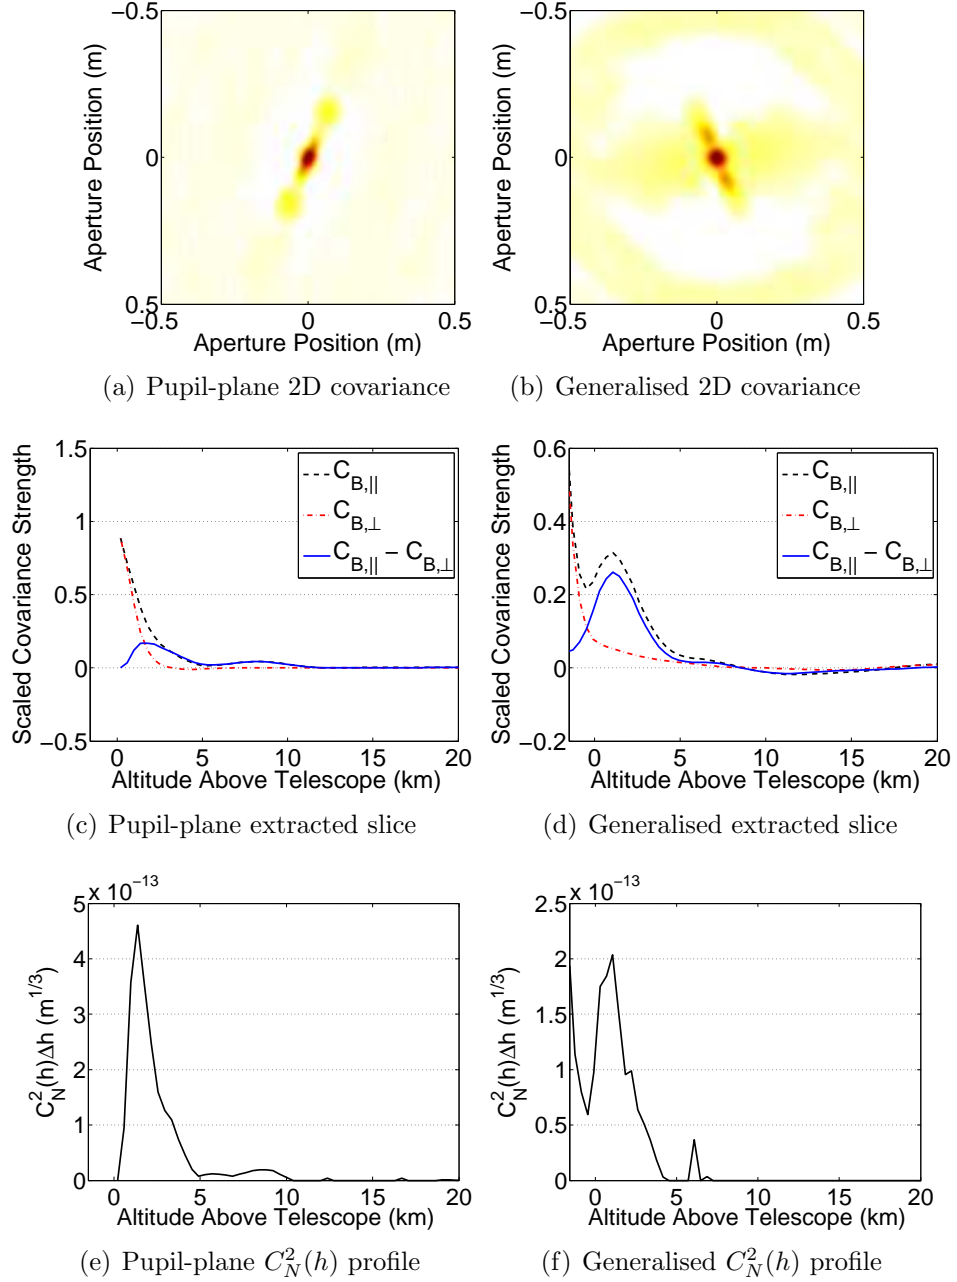 −0.5
0
0.5
−0.5
0
0.5
Aperture Position (m)
Aperture Position (m)
(a) Pupil-plane 2D covariance
−0.5
0
0.5
−0.5
0
0.5
Aperture Position (m)
Aperture Position (m)
(b) Generalised 2D covariance
1.5
1
0.5
0
−0.5
0 5 10 15 20
Scaled Covariance Strength
Altitude Above Telescope (km)
C_{B,||}
C_{B,⊥}
C_{B,||} − C_{B,⊥}
(c) Pupil-plane extracted slice
0.6
0.4
0.2
0
−0.2
0 5 10 15 20
Scaled Covariance Strength
Altitude Above Telescope (km)
C_{B,||}
C_{B,⊥}
C_{B,||} − C_{B,⊥}
(d) Generalised extracted slice
x 10^{−13}
5
4
3
2
1
0
0 5 10 15 20
C_N^2(h)Δh (m^{1/3})
Altitude Above Telescope (km)
(e) Pupil-plane C_N^2(h) profile
x 10^{−13}
2.5
2
1.5
1
0.5
0
0 5 10 15 20
C_N^2(h)Δh (m^{1/3})
Altitude Above Telescope (km)
(f) Generalised C_N^2(h) profile